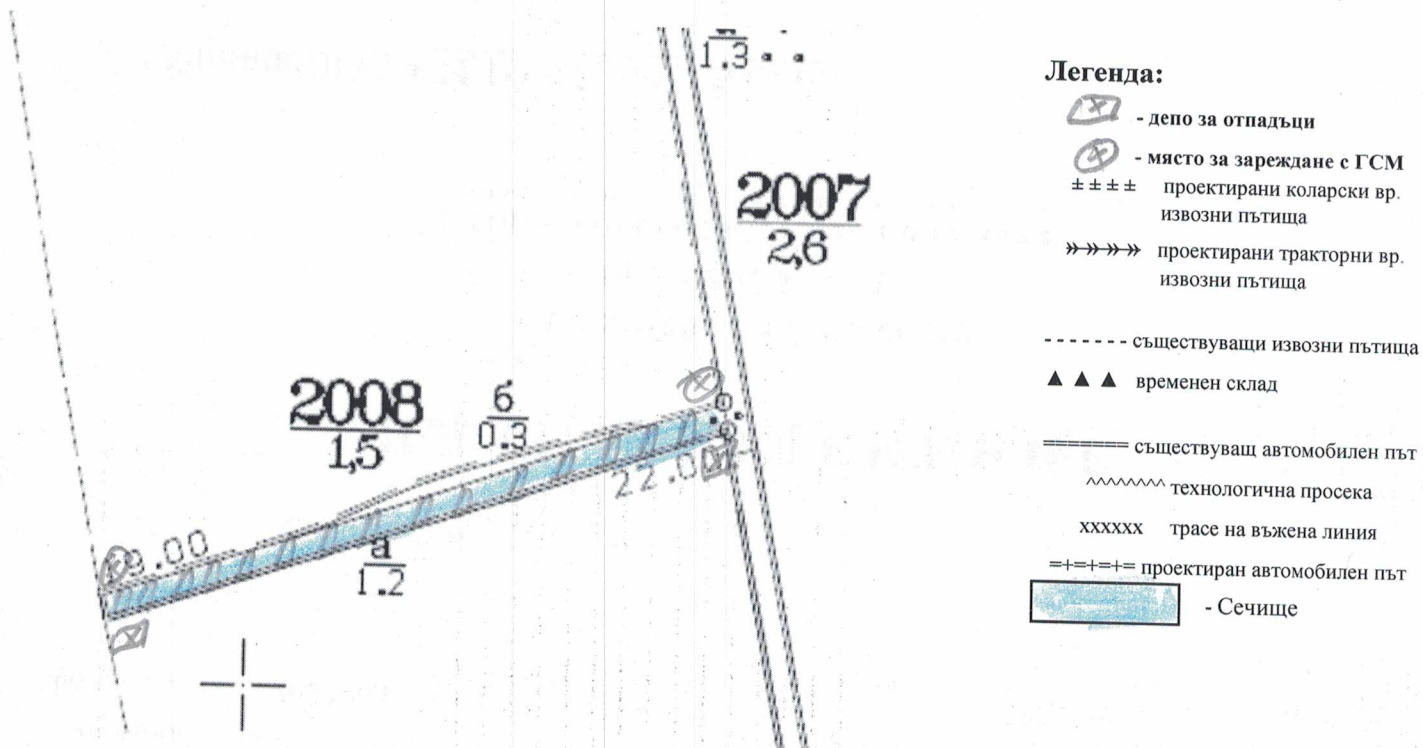 1.3
2007
2,6
2008
1,5
б
0.3
22.00
9.00
а
1.2
Легенда:
- депо за отпадъци
- място за зареждане с ГСМ
± ± ± ± проектирани коларски вр.
извозни пътища
проектирани тракторни вр.
извозни пътища
- - - - - - - съществуващи извозни пътища
▲ ▲ ▲ временен склад
======= съществуващ автомобилен път
^^^^^^^^ технологична просека
xxxxxx трасе на въжена линия
=+=+=+= проектиран автомобилен път
- Сечище